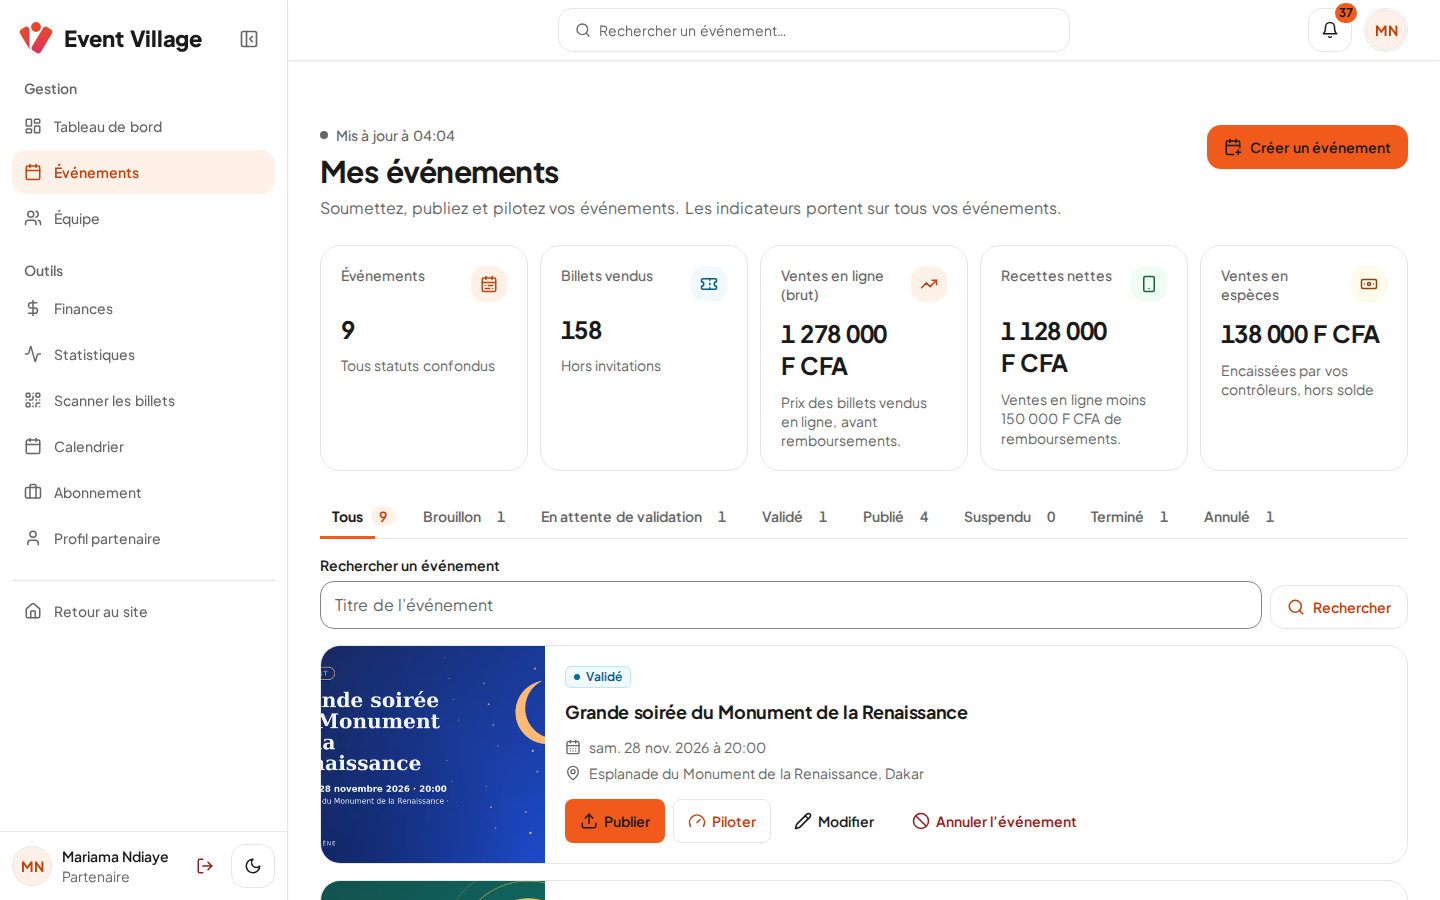 Event Village
Gestion
Tableau de bord
Événements
Équipe
Outils
Finances
Statistiques
Scanner les billets
Calendrier
Abonnement
Profil partenaire
Retour au site
MN
Mariama Ndiaye
Partenaire
Rechercher un événement...
37
MN
Mis à jour à 04:04
Mes événements
Soumettez, publiez et pilotez vos événements. Les indicateurs portent sur tous vos événements.
Créer un événement
Événements
9
Tous statuts confondus
Billets vendus
158
Hors invitations
Ventes en ligne
(brut)
1 278 000
F CFA
Prix des billets vendus
en ligne, avant
remboursements.
Recettes nettes
1 128 000
F CFA
Ventes en ligne moins
150 000 F CFA de
remboursements.
Ventes en
espèces
138 000 F CFA
Encaissées par vos
contrôleurs, hors solde
Tous 9 Brouillon 1 En attente de validation 1 Validé 1 Publié 4 Suspendu 0 Terminé 1 Annulé 1
Rechercher un événement
Titre de l'événement
Rechercher
nde soirée
Monument
a
naissance
28 novembre 2026 · 20:00
du Monument de la Renaissance ·
Validé
Grande soirée du Monument de la Renaissance
sam. 28 nov. 2026 à 20:00
Esplanade du Monument de la Renaissance, Dakar
Publier
Piloter
Modifier
Annuler l'événement